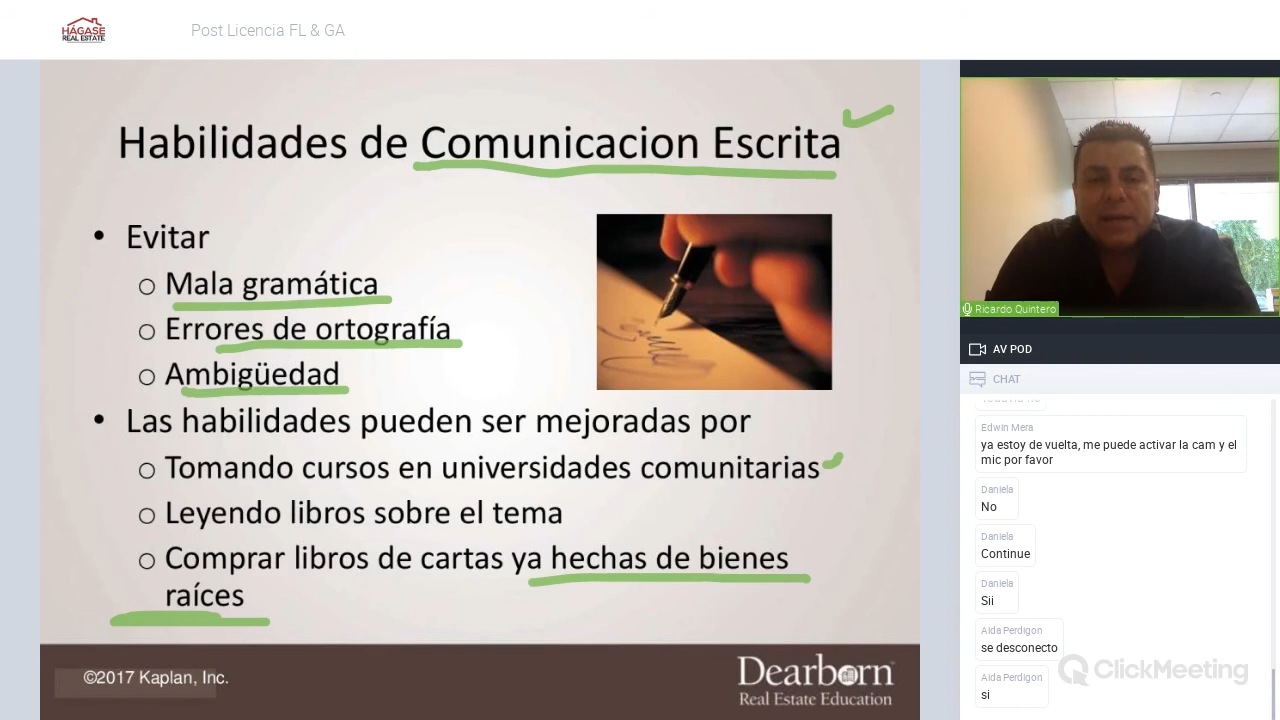 HÁGASE
REAL ESTATE
Post Licencia FL & GA
Habilidades de Comunicacion Escrita
• Evitar
o Mala gramática
o Errores de ortografía
o Ambigüedad
• Las habilidades pueden ser mejoradas por
o Tomando cursos en universidades comunitarias
o Leyendo libros sobre el tema
o Comprar libros de cartas ya hechas de bienes
raíces
©2017 Kaplan, Inc.
Dearborn
Real Estate Education
Ricardo Quintero
AV POD
CHAT
Edwin Mera
ya estoy de vuelta, me puede activar la cam y el
mic por favor
Daniela
No
Daniela
Continue
Daniela
Sii
Aida Perdigon
se desconecto
Aida Perdigon
si
ClickMeeting